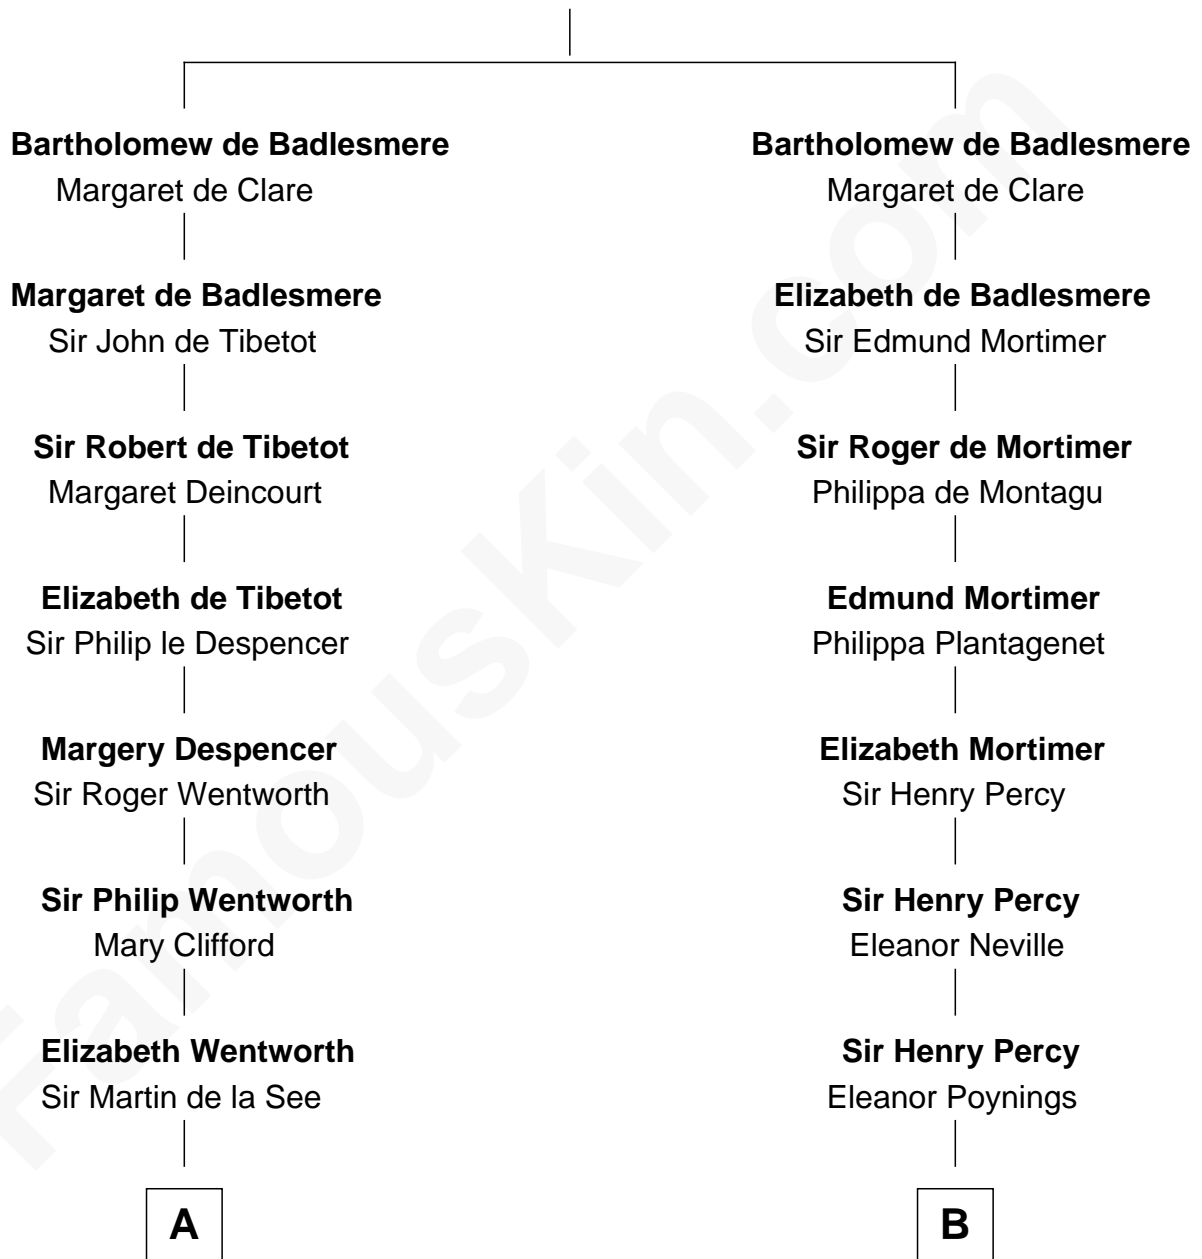 Bartholomew de Badlesmere
Margaret de Clare
Margaret de Badlesmere
Sir John de Tibetot
Sir Robert de Tibetot
Margaret Deincourt
Elizabeth de Tibetot
Sir Philip le Despencer
Margery Despencer
Sir Roger Wentworth
Sir Philip Wentworth
Mary Clifford
Elizabeth Wentworth
Sir Martin de la See
A
Bartholomew de Badlesmere
Margaret de Clare
Elizabeth de Badlesmere
Sir Edmund Mortimer
Sir Roger de Mortimer
Philippa de Montagu
Edmund Mortimer
Philippa Plantagenet
Elizabeth Mortimer
Sir Henry Percy
Sir Henry Percy
Eleanor Neville
Sir Henry Percy
Eleanor Poynings
B
FamousKin.com